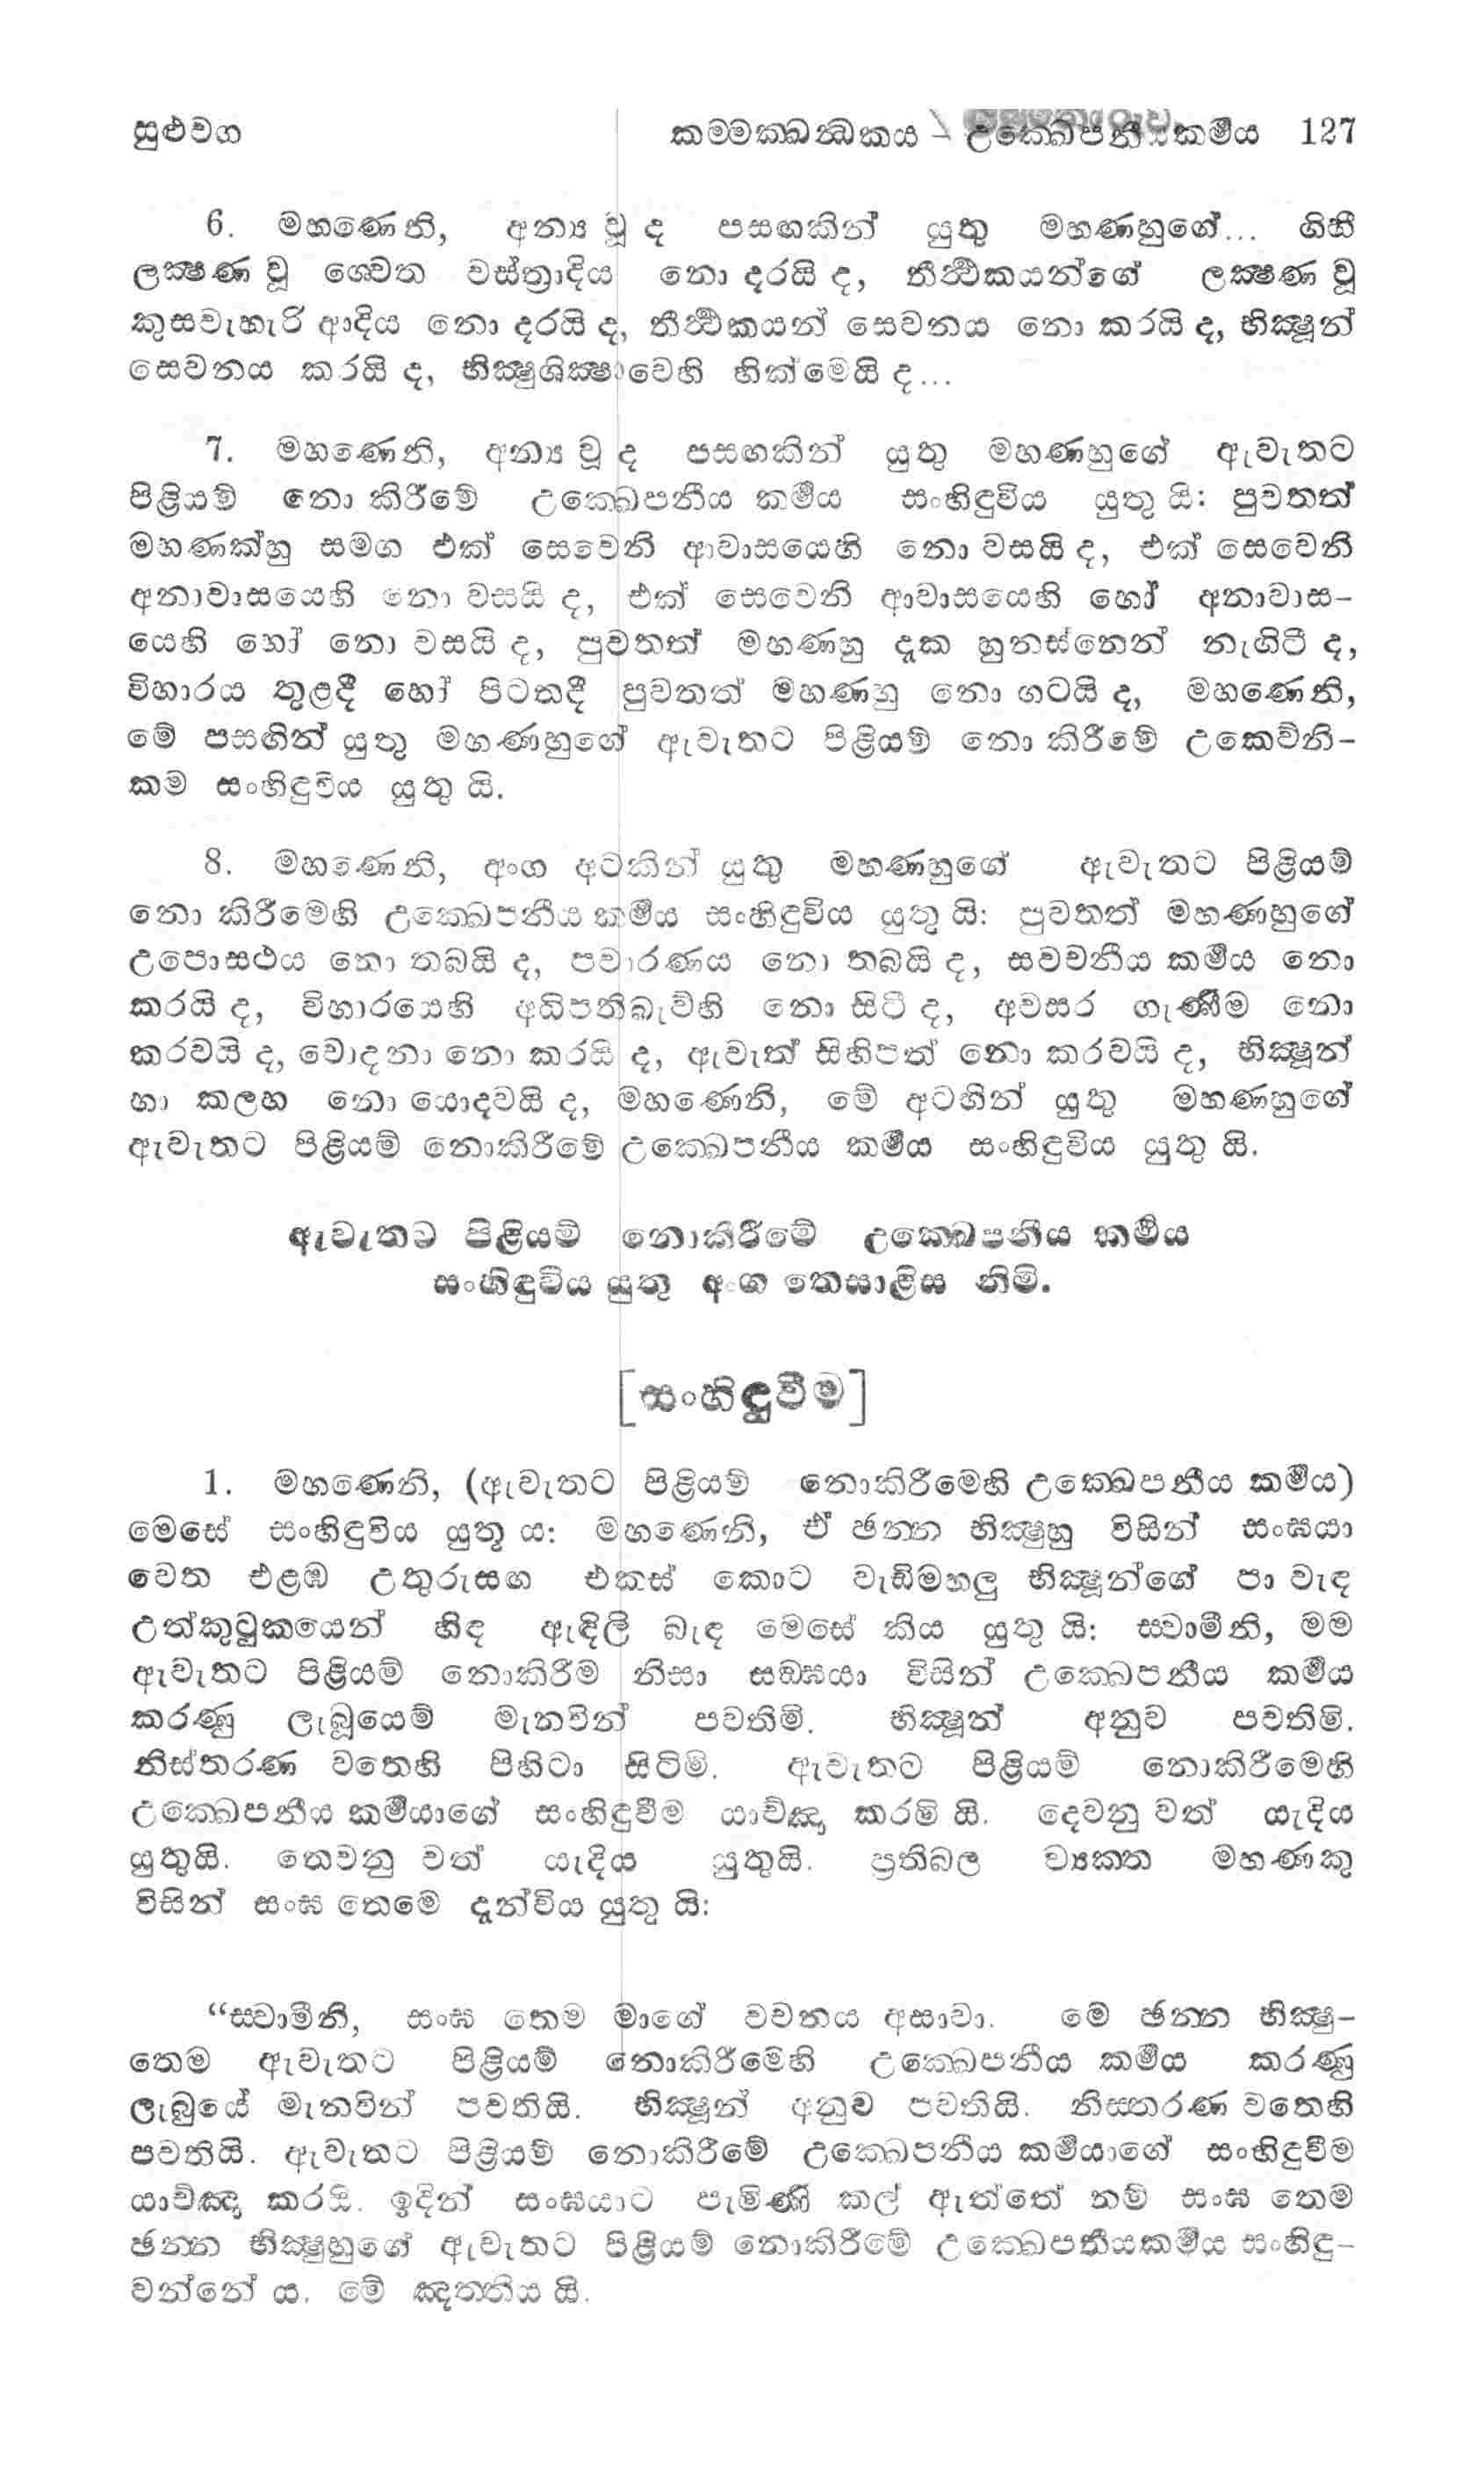 සුළුවග කම්මක්ඛන්ධකය උක්ඛෙපනීයකර්‍මය 127
6. මහණෙනි, අන්‍ය වූ ද පසඟකින් යුතු මහණහුගේ... ගිහි
ලක්‍ෂණ වූ ශ්වෙත වස්ත්‍රාදිය නො දරයි ද, තීර්‍ත්‍ථකයන්ගේ ලක්‍ෂණ වූ
කුසවැහැරි ආදිය නො දරයි ද, තීර්‍ත්‍ථකයන් සෙවනය නො කරයි ද, භික්‍ෂූන්
සෙවනය කරයි ද, භික්‍ෂුශික්‍ෂාවෙහි හික්මෙයි ද...
7. මහණෙනි, අන්‍ය වූ ද පසඟකින් යුතු මහණහුගේ ඇවැතට
පිළියම් නො කිරීමේ උක්ඛෙපනීය කර්‍මය සංහිඳුවිය යුතු යි: පුවතත්
මහණක්හු සමග එක් සෙවෙනි ආවාසයෙහි නො වසයි ද, එක් සෙවෙනි
අනාවාසයෙහි නො වසයි ද, එක් සෙවෙනි ආවාසයෙහි හෝ අනාවාස-
යෙහි හෝ නො වසයි ද, පුවතත් මහණහු දැක හුනස්නෙන් නැගිටී ද,
විහාරය තුළදී හෝ පිටතදී පුවතත් මහණහු නො ගටයි ද, මහණෙනි,
මේ පසඟින් යුතු මහණහුගේ ඇවැතට පිළියම් නො කිරීමේ උකෙව්නි-
කම සංහිඳුවිය යුතු යි.
8. මහණෙනි, අංග අටකින් යුතු මහණහුගේ ඇවැතට පිළියම්
නො කිරීමෙහි උක්ඛෙපනීය කර්‍මය සංහිඳුවිය යුතු යි: පුවතත් මහණහුගේ
උපොසථය නො තබයි ද, පවාරණය නො තබයි ද, සවචනීය කර්‍මය නො
කරයි ද, විහාරයෙහි අධිපතිබැව්හි නො සිටී ද, අවසර ගැණීම නො
කරවයි ද, චොදනා නො කරයි ද, ඇවැත් සිහිපත් නො කරවයි ද, භික්‍ෂූන්
හා කලහ නො යොදවයි ද, මහණෙනි, මේ අටහින් යුතු මහණහුගේ
ඇවැතට පිළියම් නොකිරීමේ උක්ඛෙපනීය කර්‍මය සංහිඳුවිය යුතු යි.
ඇවැතට පිළියම් නොකිරීමේ උක්ඛෙපනීය කර්‍මය
සංහිඳුවිය යුතු අංග තෙසාළිස නිමි.
[සංහිඳුවීම]
1. මහණෙනි, (ඇවැතට පිළියම් නොකිරීමෙහි උක්ඛෙපනීය කර්‍මය)
මෙසේ සංහිඳුවිය යුතූ ය: මහණෙනි, ඒ ඡන්න භික්‍ෂුහු විසින් සංඝයා
වෙත එළඹ උතුරුසඟ එකස් කොට වැඩිමහලු භික්‍ෂූන්ගේ පා වැඳ
උත්කුටුකයෙන් හිඳ ඇඳිලි බැඳ මෙසේ කිය යුතු යි: ස්වාමීනි, මම
ඇවැතට පිළියම් නොකිරීම නිසා සඞ්ඝයා විසින් උක්ඛෙපනීය කර්‍මය
කරණු ලැබූයෙම් මැනවින් පවතිමි. භික්‍ෂූන් අනුව පවතිමි.
නිස්තරණ වතෙහි පිහිටා සිටිමි. ඇවැතට පිළියම් නොකිරීමෙහි
උක්ඛෙපනීය කර්‍මයාගේ සංහිඳුවීම යාච්ඤා කරමි යි. දෙවනු වත් යැදිය
යුතුයි. තෙවනු වත් යැදිය යුතුයි. ප්‍රතිබල ව්‍යක්ත මහණකු
විසින් සංඝ තෙමෙ දැන්විය යුතු යි:
“ස්වාමීනි, සංඝ තෙම මාගේ වචනය අසාවා. මේ ඡන්න භික්‍ෂු-
තෙම ඇවැතට පිළියම් නොකිරීමෙහි උක්ඛෙපනීය කර්‍මය කරණු
ලැබුයේ මැනවින් පවතියි. භික්‍ෂූන් අනුව පවතියි. නිස්තරණ වතෙහි
පවතියි. ඇවැතට පිළියම් නොකිරීමේ උක්ඛෙපනීය කර්‍මයාගේ සංහිඳුවීම
යාච්ඤා කරයි. ඉදින් සංඝයාට පැමිණි කල් ඇත්තේ නම් සංඝ තෙම
ඡන්න භික්‍ෂුහුගේ ඇවැතට පිළියම් නොකිරීමේ උක්ඛෙපනීයකර්‍මය සංහිඳු-
වන්නේ ය. මේ ඤත්තිය යි.